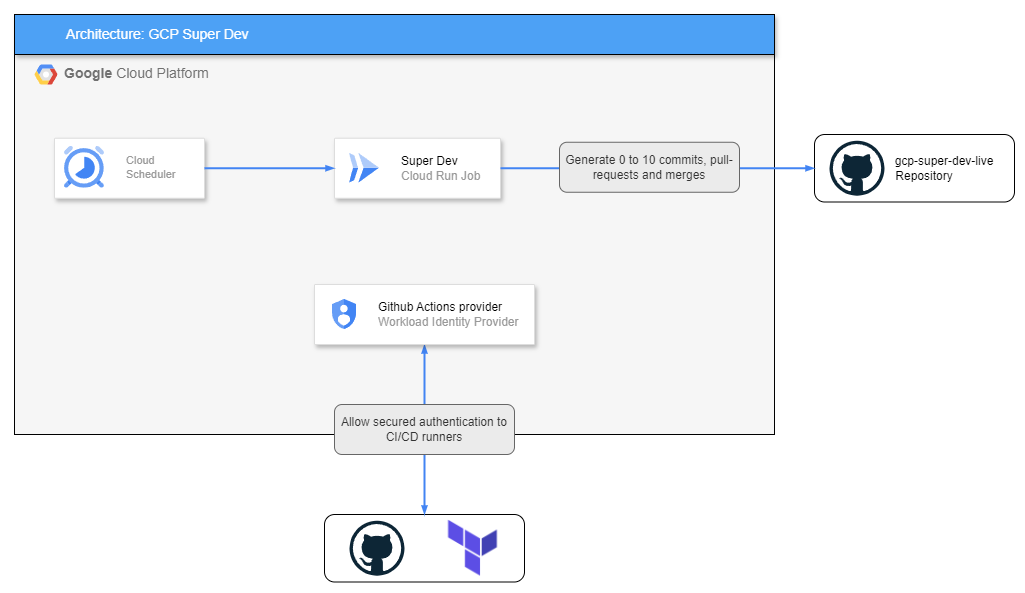 Architecture: GCP Super Dev
Google Cloud Platform
Cloud
Scheduler
Super Dev
Cloud Run Job
Generate 0 to 10 commits, pull-
requests and merges
gcp-super-dev-live
Repository
Github Actions provider
Workload Identity Provider
Allow secured authentication to
CI/CD runners